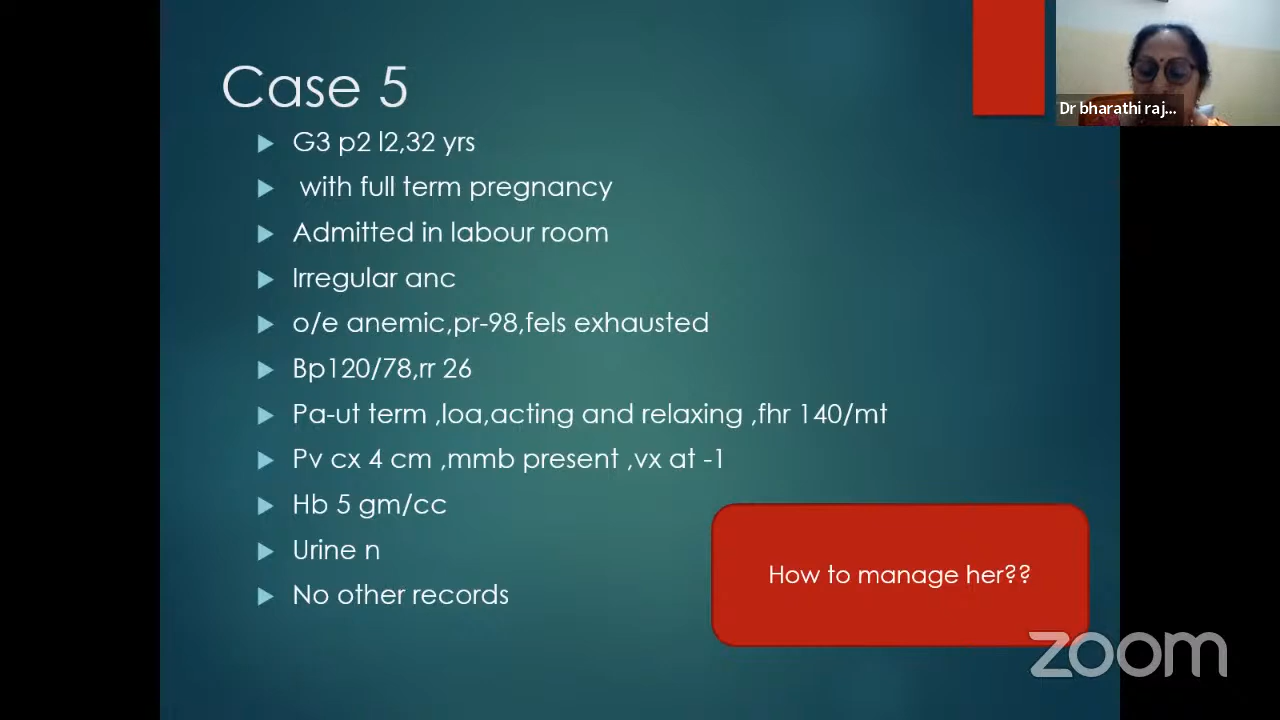 Case 5
G3 p2 l2,32 yrs
with full term pregnancy
Admitted in labour room
Irregular anc
o/e anemic,pr-98,fels exhausted
Bp120/78,rr 26
Pa-ut term ,loa,acting and relaxing ,fhr 140/mt
Pv cx 4 cm ,mmb present ,vx at -1
Hb 5 gm/cc
Urine n
No other records
How to manage her??
Dr bharathi raj...
zoom